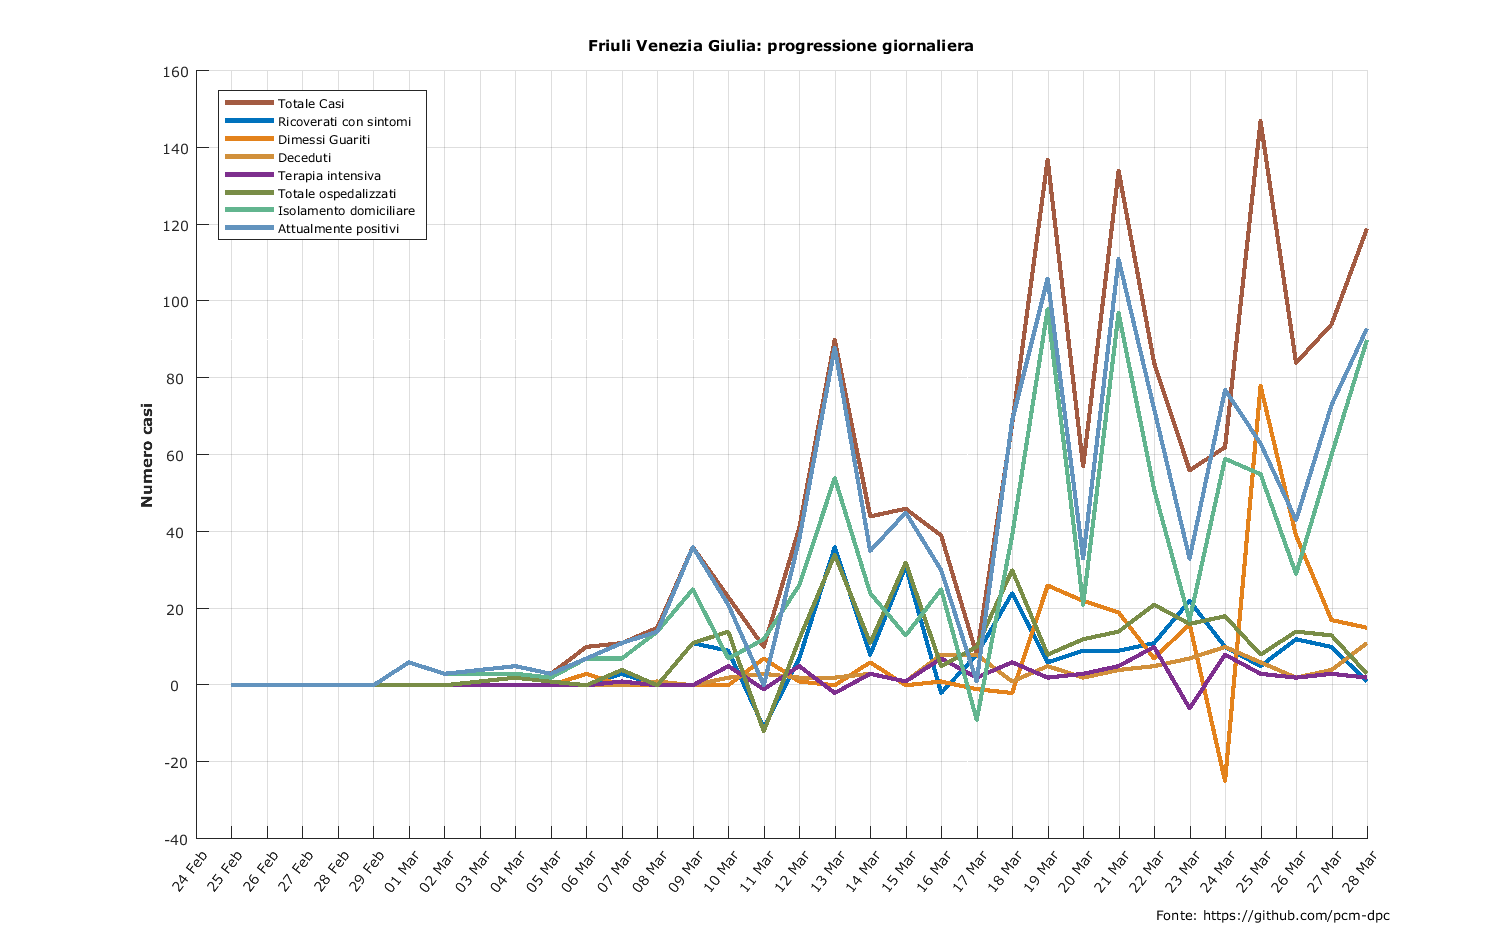 Friuli Venezia Giulia: progressione giornaliera
160
140
120
100
80
60
40
20
0
-20
-40
Numero casi
Totale Casi
Ricoverati con sintomi
Dimessi Guariti
Deceduti
Terapia intensiva
Totale ospedalizzati
Isolamento domiciliare
Attualmente positivi
24 Feb
25 Feb
26 Feb
27 Feb
28 Feb
29 Feb
01 Mar
02 Mar
03 Mar
04 Mar
05 Mar
06 Mar
07 Mar
08 Mar
09 Mar
10 Mar
11 Mar
12 Mar
13 Mar
14 Mar
15 Mar
16 Mar
17 Mar
18 Mar
19 Mar
20 Mar
21 Mar
22 Mar
23 Mar
24 Mar
25 Mar
26 Mar
27 Mar
28 Mar
Fonte: https://github.com/pcm-dpc